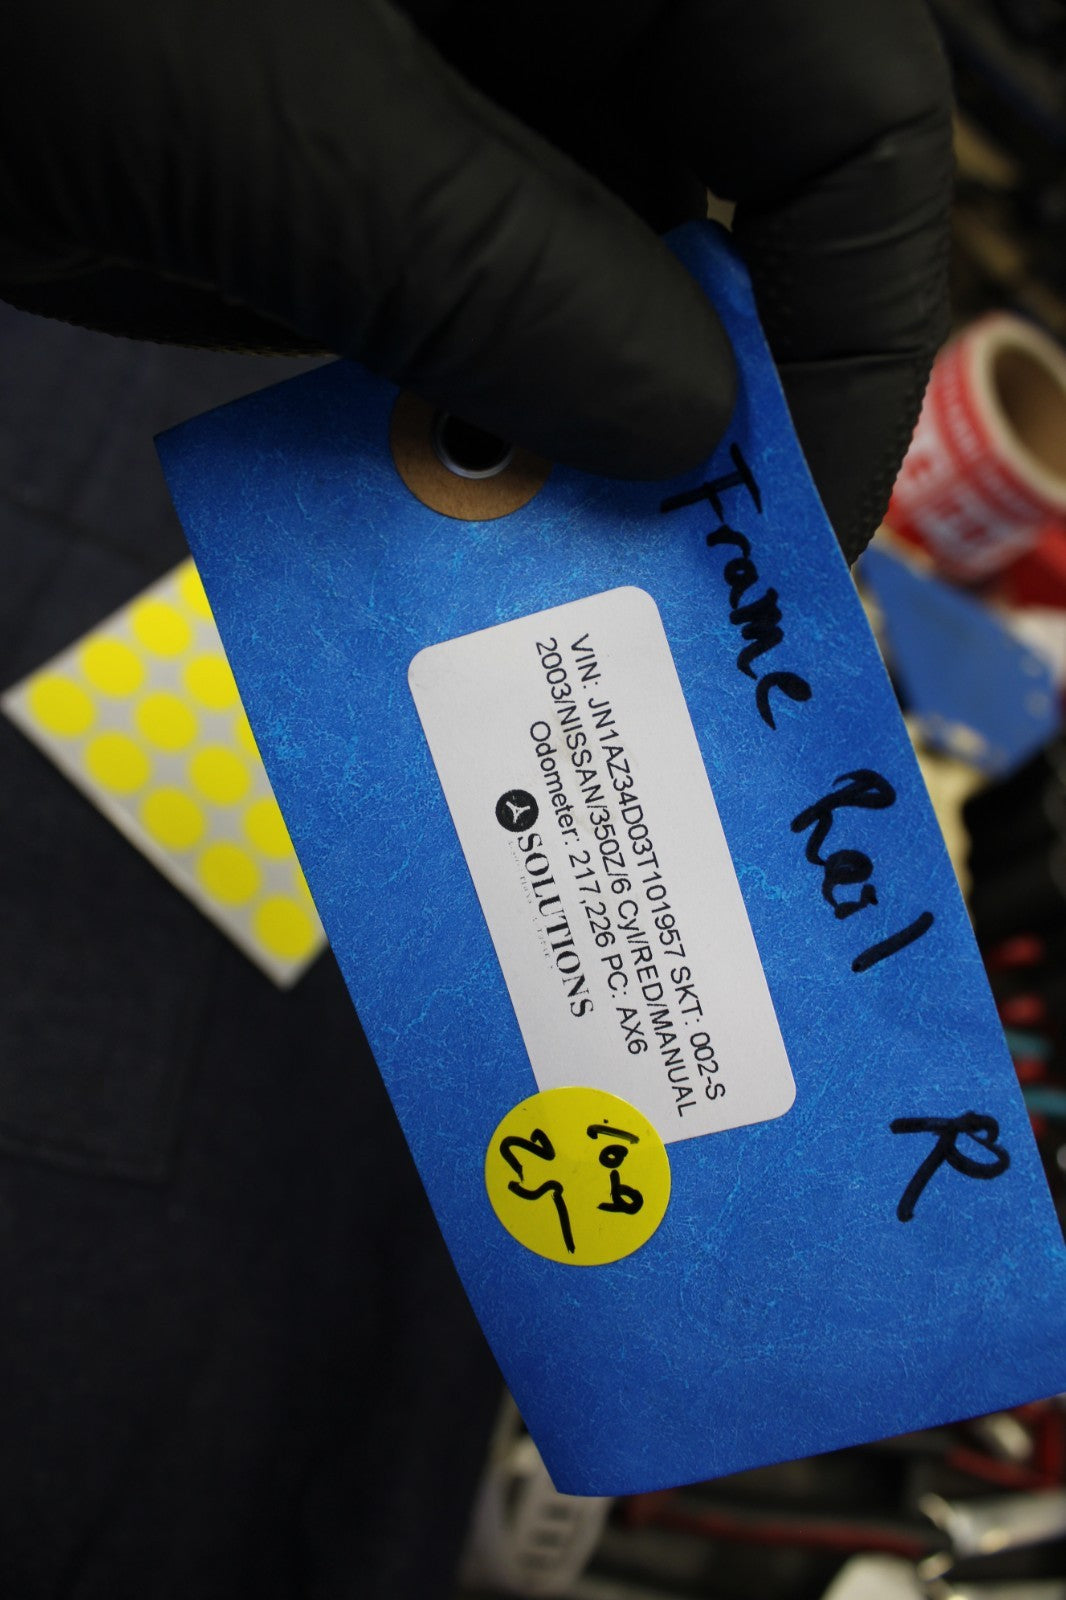 Frame Rail R
VIN: JN1AZ34D03T101957 SKT: 002-S
2003/NISSAN/350Z/6 Cyl/RED/MANUAL
Odometer: 217,226 PC: AX6
SOLUTIONS
10-9
25